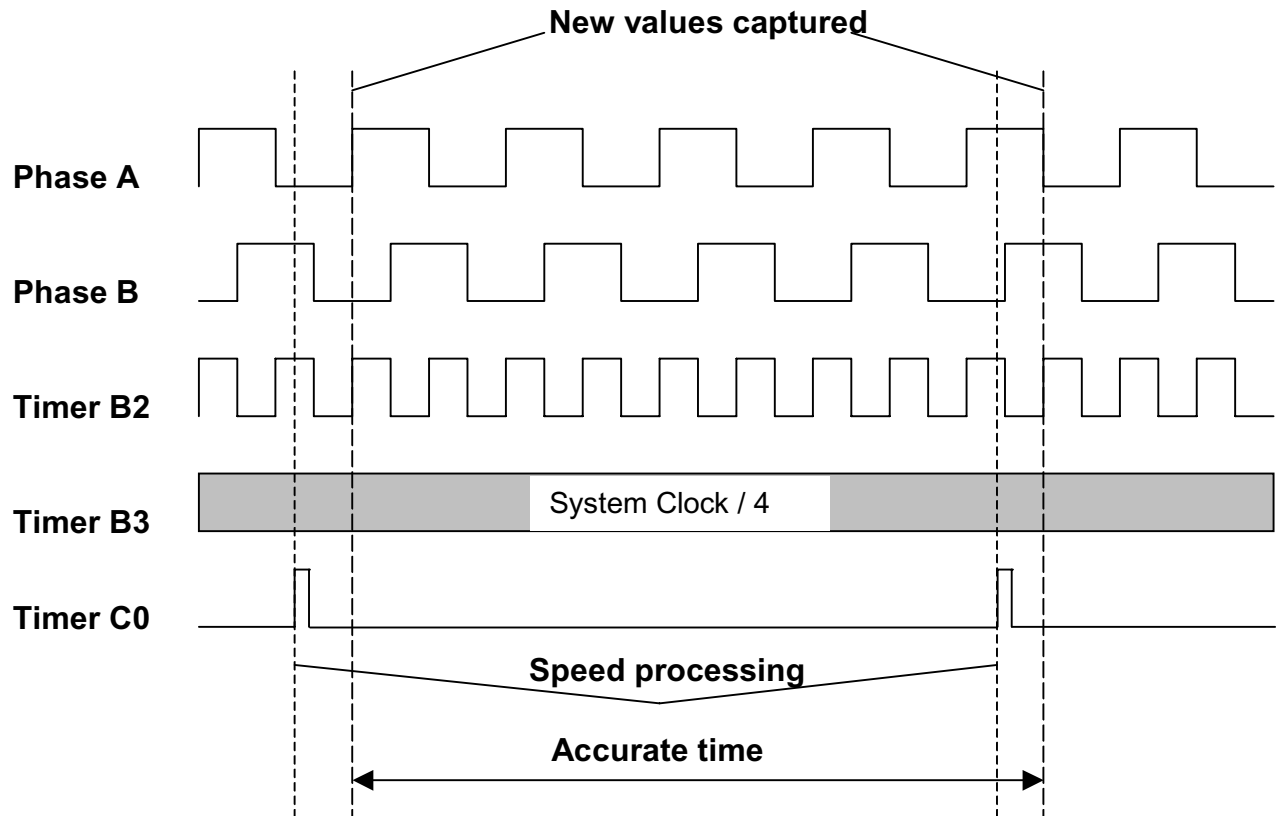 New values captured
Phase A
Phase B
Timer B2
System Clock / 4
Timer B3
Timer C0
Speed processing
Accurate time